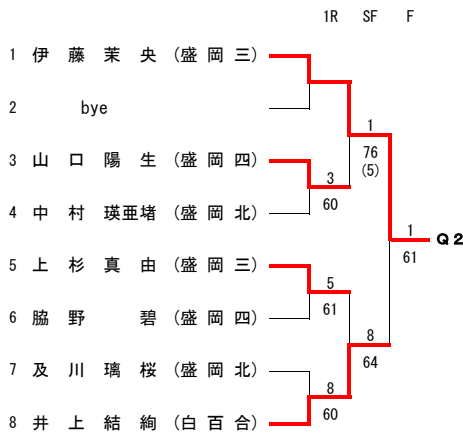 1R SF F
1 伊藤茉央 (盛岡三)
2 bye
1
3 山口陽生 (盛岡四)
76
(5)
3
60
4 中村瑛亜堵 (盛岡北)
1
Q2
61
5 上杉真由 (盛岡三)
5
61
6 脇野碧 (盛岡四)
8
64
7 及川璃桜 (盛岡北)
8
60
8 井上結絢 (白百合)